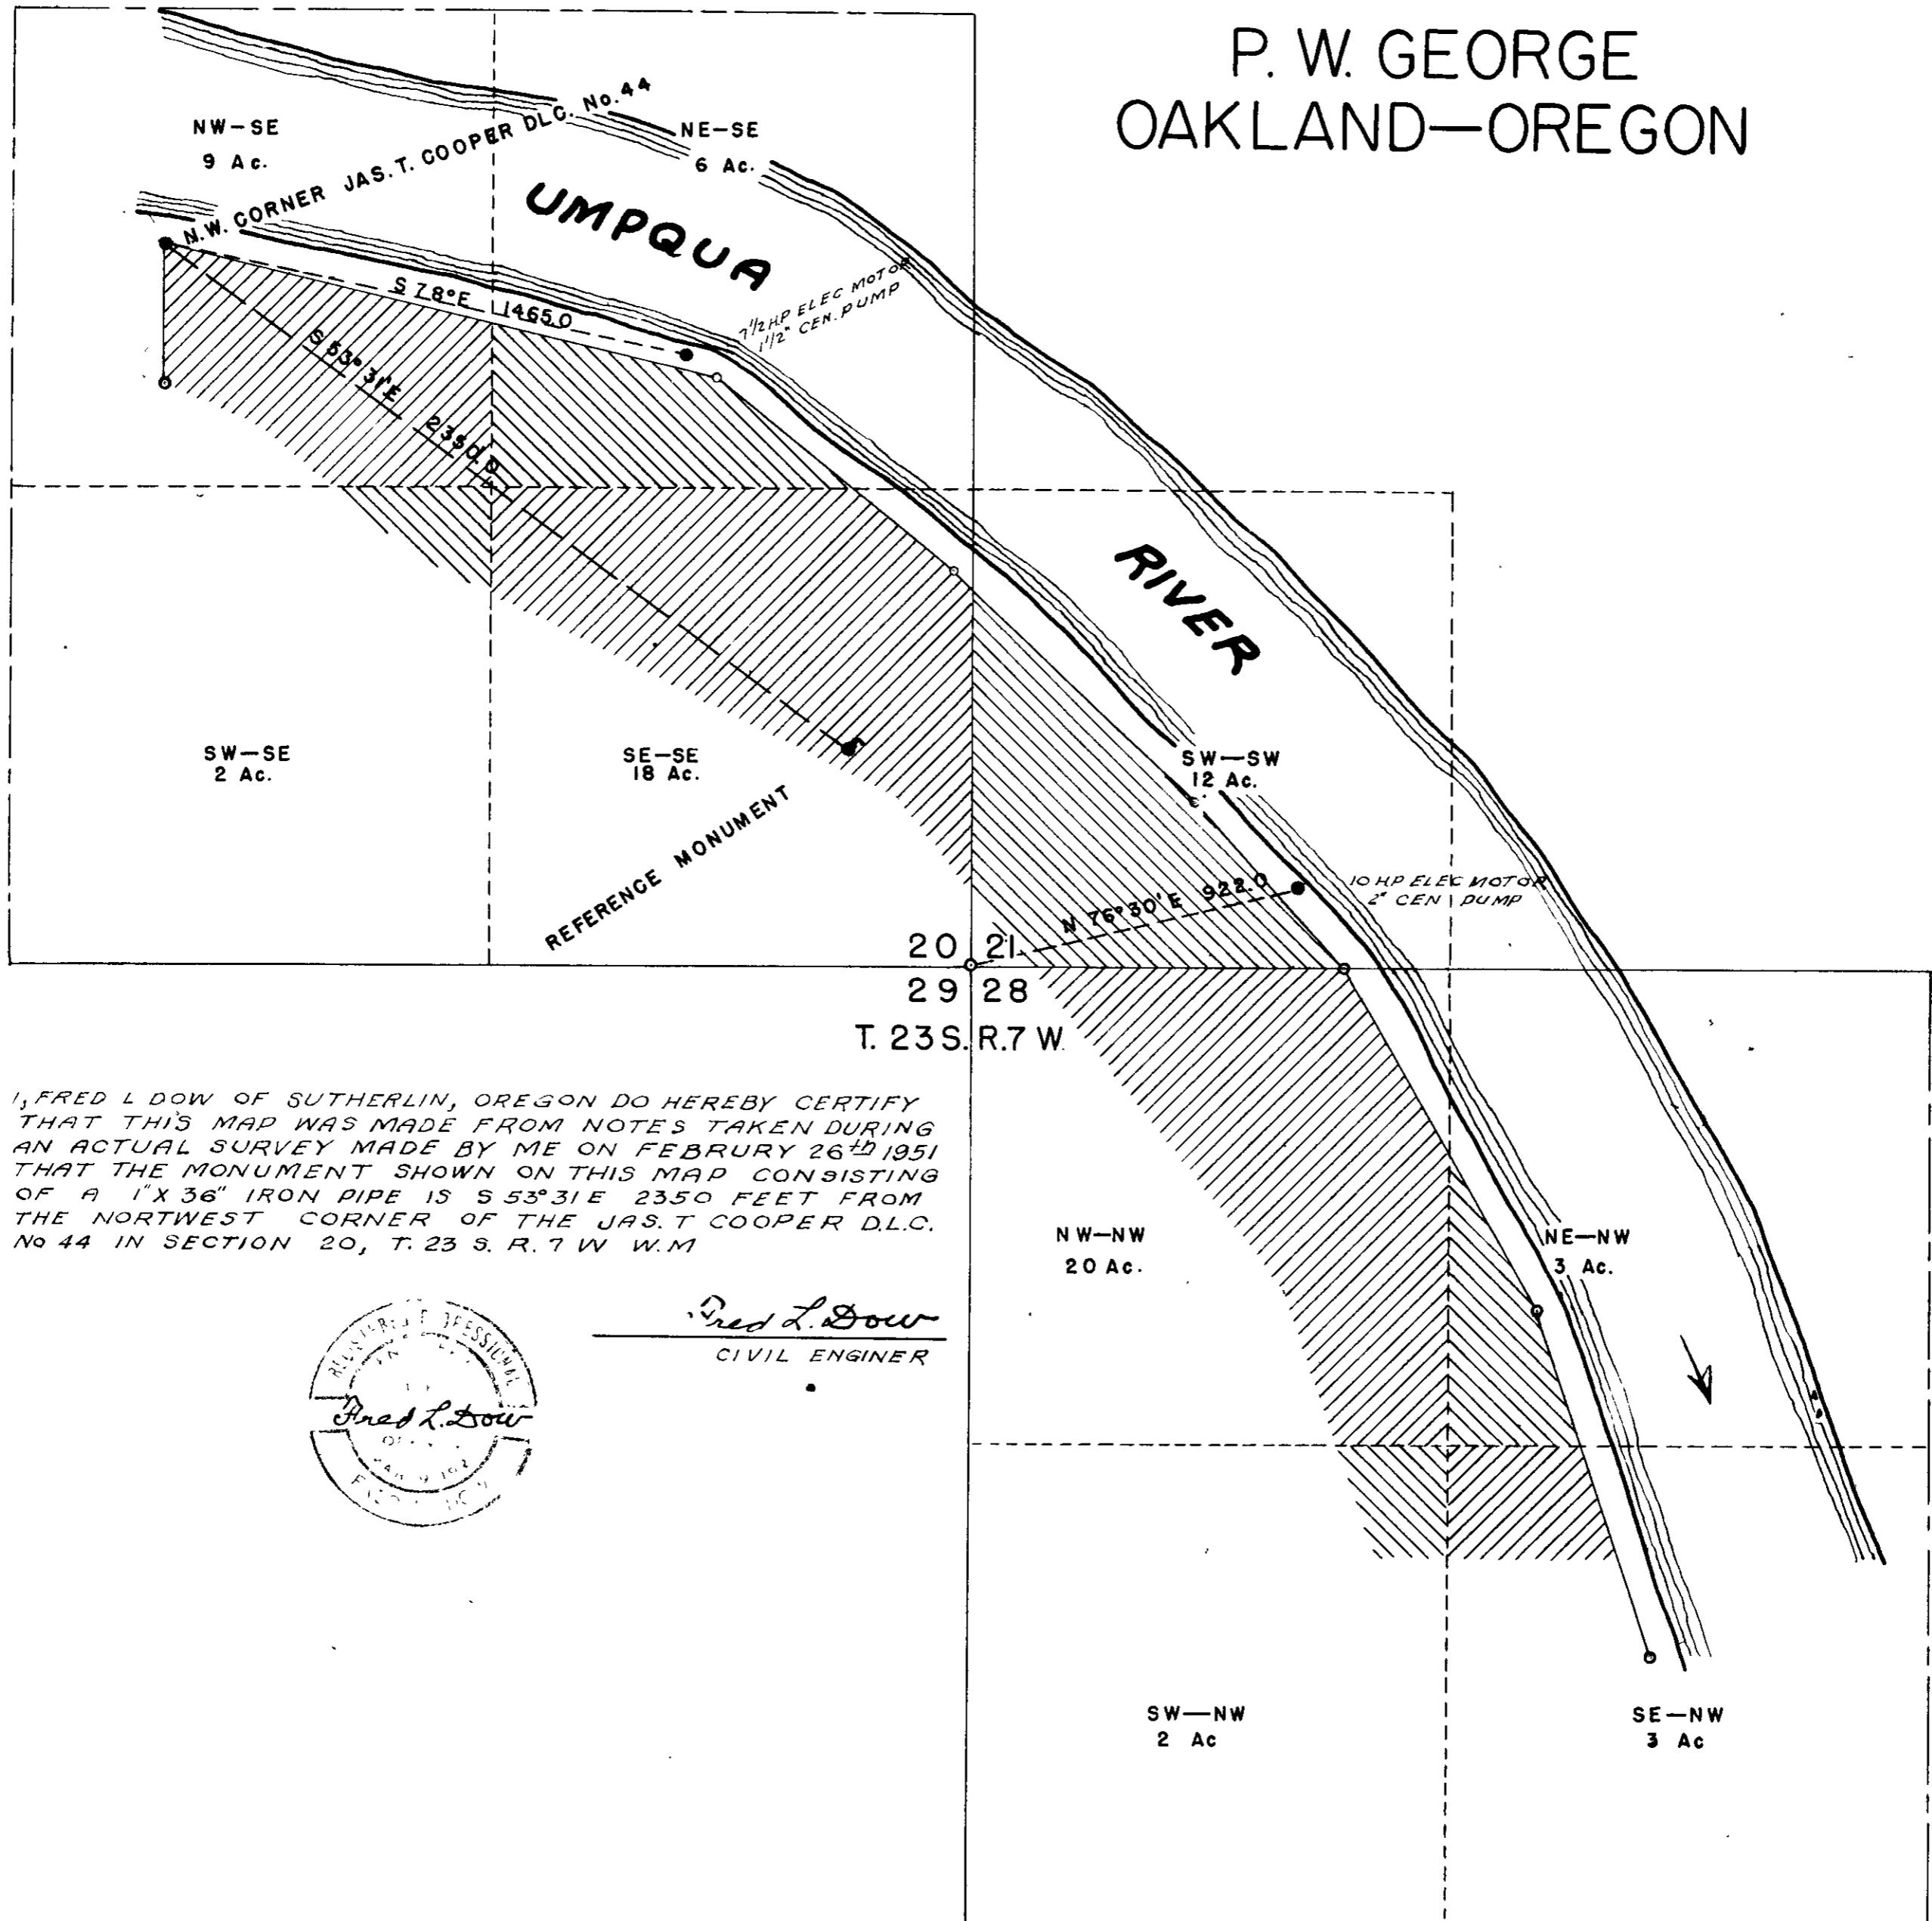 P. W. GEORGE
OAKLAND—OREGON
NW-SE
9 Ac.
N.W. CORNER JAS. T. COOPER DLC. No. 44
NE-SE
6 Ac.
UMPQUA
7 1/2 HP ELEC MOTOR
1 1/2" CEN. PUMP
S 78°E 1465.0
S 53°31'E 2350.0
RIVER
SW-SE
2 Ac.
SE-SE
18 Ac.
SW-SW
12 Ac.
REFERENCE MONUMENT
N 76°30'E 922.0
10 HP ELEC MOTOR
2" CEN PUMP
20 21
29 28
T. 23 S. R. 7 W.
I, FRED L DOW OF SUTHERLIN, OREGON DO HEREBY CERTIFY
THAT THIS MAP WAS MADE FROM NOTES TAKEN DURING
AN ACTUAL SURVEY MADE BY ME ON FEBRURY 26th 1951
THAT THE MONUMENT SHOWN ON THIS MAP CONSISTING
OF A 1" X 36" IRON PIPE IS S 53°31 E 2350 FEET FROM
THE NORTWEST CORNER OF THE JAS. T COOPER D.L.C.
No 44 IN SECTION 20, T. 23 S. R. 7 W W.M
NW-NW
20 Ac.
NE-NW
3 Ac.
Fred L. Dow
CIVIL ENGINER
Fred L. Dow
SW-NW
2 Ac
SE-NW
3 Ac